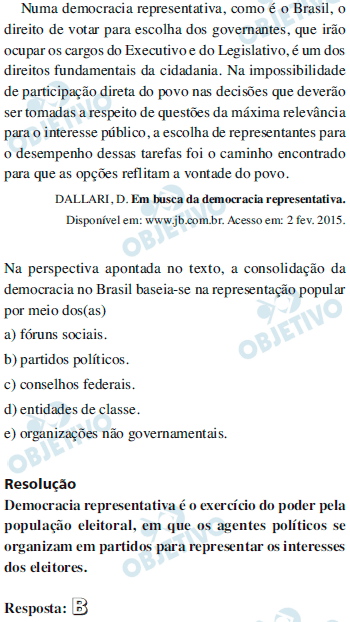 Numa democracia representativa, como é o Brasil, o
direito de votar para escolha dos governantes, que irão
ocupar os cargos do Executivo e do Legislativo, é um dos
direitos fundamentais da cidadania. Na impossibilidade
de participação direta do povo nas decisões que deverão
ser tomadas a respeito de questões da máxima relevância
para o interesse público, a escolha de representantes para
o desempenho dessas tarefas foi o caminho encontrado
para que as opções reflitam a vontade do povo.
DALLARI, D. Em busca da democracia representativa.
Disponível em: www.jb.com.br. Acesso em: 2 fev. 2015.
OBJETIVO
Na perspectiva apontada no texto, a consolidação da
democracia no Brasil baseia-se na representação popular
por meio dos(as)
a) fóruns sociais.
OBJETIVO
b) partidos políticos.
c) conselhos federais.
d) entidades de classe.
e) organizações não governamentais.
OBJETIVO
Resolução
Democracia representativa é o exercício do poder pela
população eleitoral, em que os agentes políticos se
organizam em partidos para representar os interesses
dos eleitores.
OBJETIVO
Resposta: B